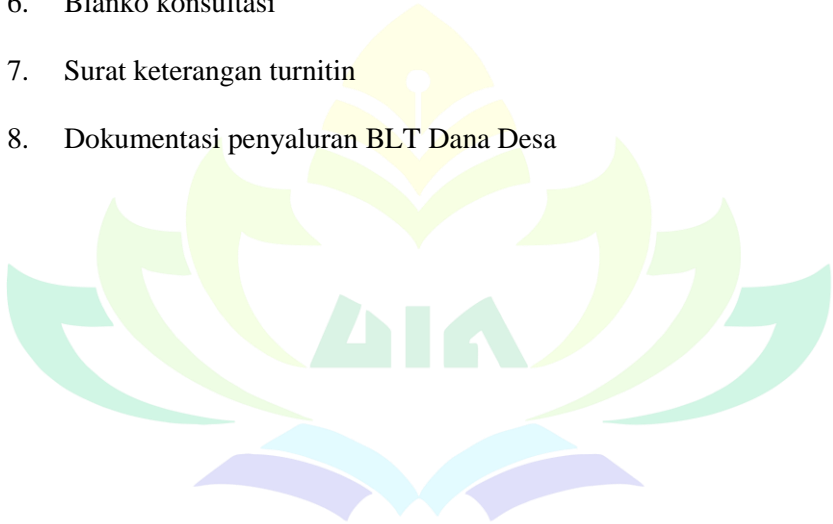 6. Blanko konsultasi
7. Surat keterangan turnitin
8. Dokumentasi penyaluran BLT Dana Desa